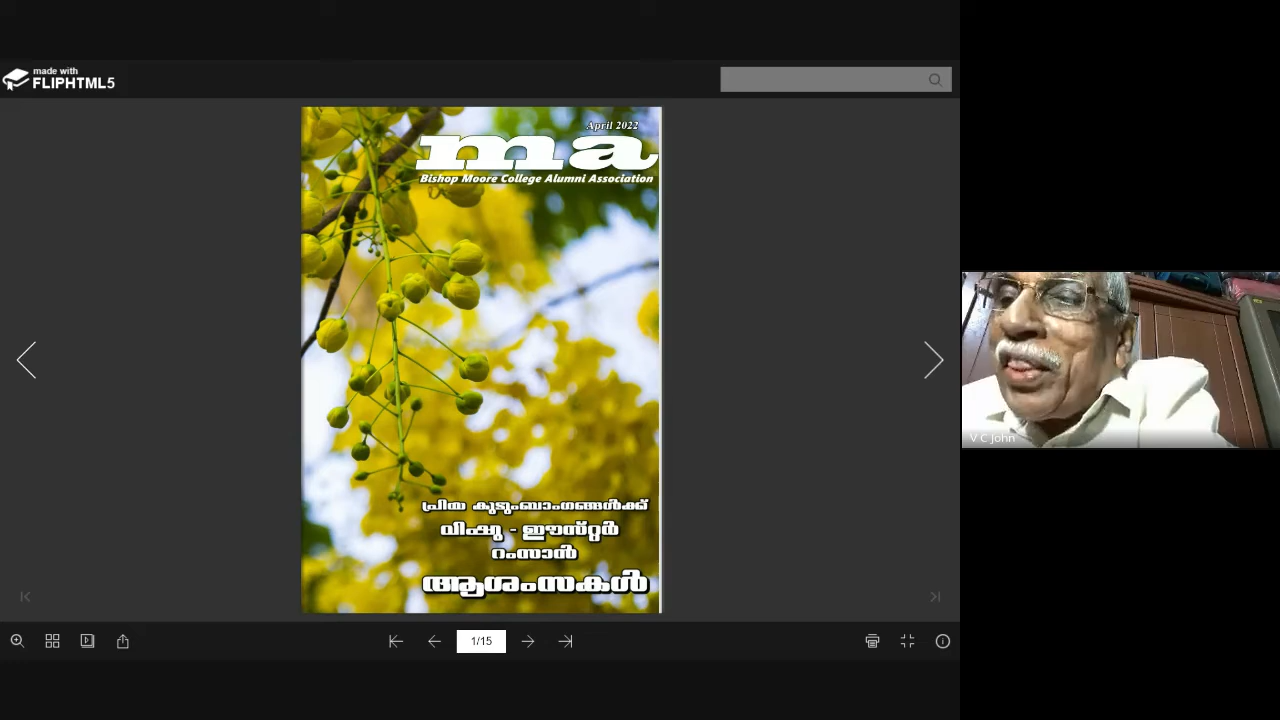 made with
FLIPHTML5
April 2022
ma
Bishop Moore College Alumni Association
പ്രിയ കുടുംബാംഗങ്ങൾക്ക്
വിഷു - ഈസ്റ്റർ
റംസാൻ
ആശംസകൾ
V C John
1/15